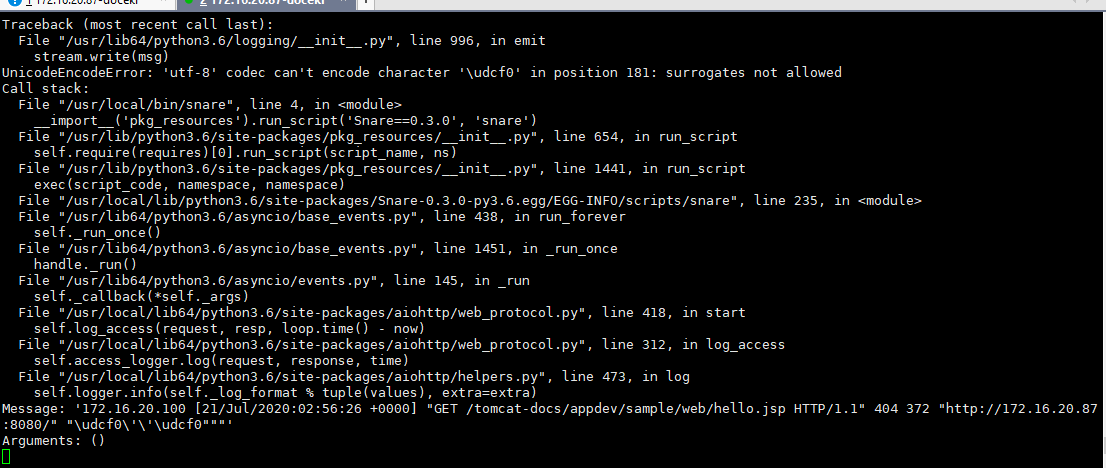 1 172.16.20.87-docekr
2 172.16.20.87-docekr
Traceback (most recent call last):
  File "/usr/lib64/python3.6/logging/__init__.py", line 996, in emit
    stream.write(msg)
UnicodeEncodeError: 'utf-8' codec can't encode character '\udcf0' in position 181: surrogates not allowed
Call stack:
  File "/usr/local/bin/snare", line 4, in <module>
    __import__('pkg_resources').run_script('Snare==0.3.0', 'snare')
  File "/usr/lib/python3.6/site-packages/pkg_resources/__init__.py", line 654, in run_script
    self.require(requires)[0].run_script(script_name, ns)
  File "/usr/lib/python3.6/site-packages/pkg_resources/__init__.py", line 1441, in run_script
    exec(script_code, namespace, namespace)
  File "/usr/local/lib/python3.6/site-packages/Snare-0.3.0-py3.6.egg/EGG-INFO/scripts/snare", line 235, in <module>
  File "/usr/lib64/python3.6/asyncio/base_events.py", line 438, in run_forever
    self._run_once()
  File "/usr/lib64/python3.6/asyncio/base_events.py", line 1451, in _run_once
    handle._run()
  File "/usr/lib64/python3.6/asyncio/events.py", line 145, in _run
    self._callback(*self._args)
  File "/usr/local/lib64/python3.6/site-packages/aiohttp/web_protocol.py", line 418, in start
    self.log_access(request, resp, loop.time() - now)
  File "/usr/local/lib64/python3.6/site-packages/aiohttp/web_protocol.py", line 312, in log_access
    self.access_logger.log(request, response, time)
  File "/usr/local/lib64/python3.6/site-packages/aiohttp/helpers.py", line 473, in log
    self.logger.info(self._log_format % tuple(values), extra=extra)
Message: '172.16.20.100 [21/Jul/2020:02:56:26 +0000] "GET /tomcat-docs/appdev/sample/web/hello.jsp HTTP/1.1" 404 372 "http://172.16.20.87
:8080/" "\udcf0\'\'\udcf0"""'
Arguments: ()